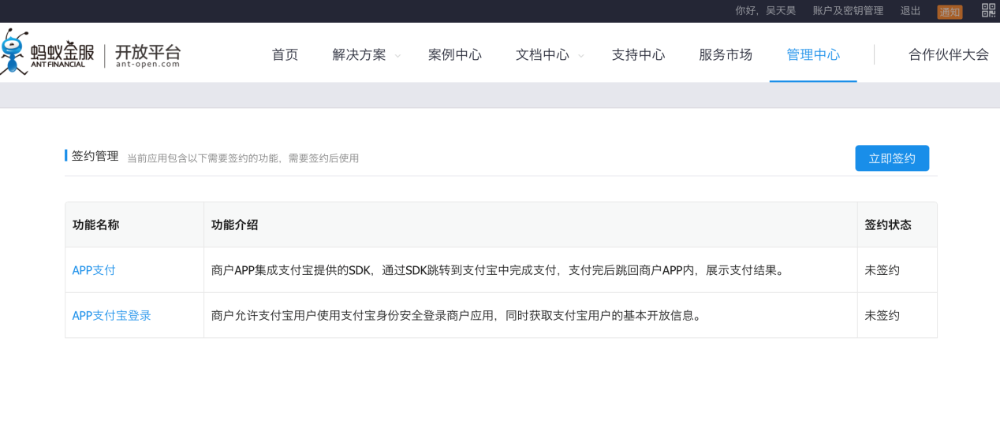 你好，吴天昊 账户及密钥管理 退出 通知
蚂蚁金服 开放平台
ANT FINANCIAL ant-open.com
首页 解决方案 案例中心 文档中心 支持中心 服务市场 管理中心 合作伙伴大会
签约管理 当前应用包含以下需要签约的功能，需要签约后使用 立即签约
功能名称 功能介绍 签约状态
APP支付 商户APP集成支付宝提供的SDK，通过SDK跳转到支付宝中完成支付，支付完后跳回商户APP内，展示支付结果。 未签约
APP支付宝登录 商户允许支付宝用户使用支付宝身份安全登录商户应用，同时获取支付宝用户的基本开放信息。 未签约